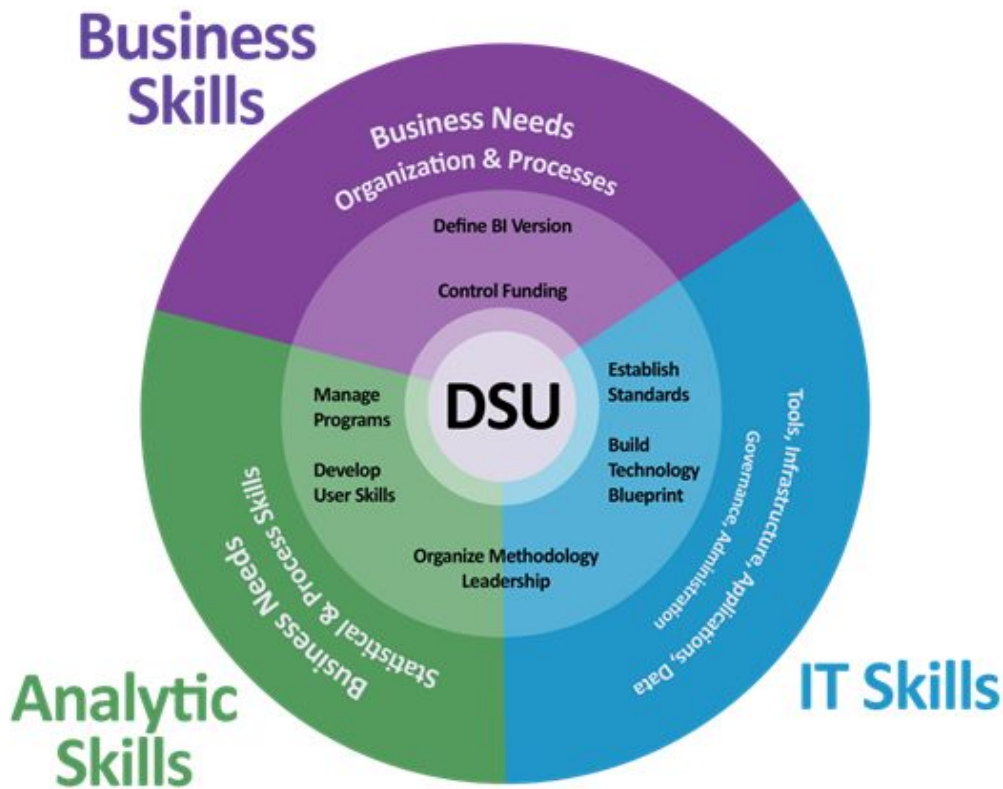 Business
Skills
Business Needs
Organization & Processes
Define BI Version
Control Funding
DSU
Manage
Programs
Develop
User Skills
Establish
Standards
Build
Technology
Blueprint
Organize Methodology
Leadership
Statistical & Process Skills
Business Needs
Tools, Infrastructure, Applications, Data
Governance, Administration
Analytic
Skills
IT Skills